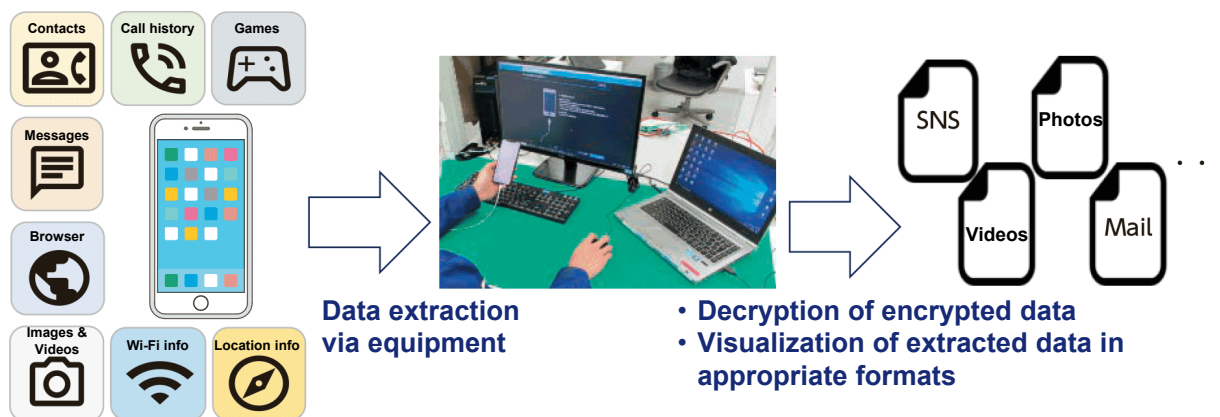 Contacts
Call history
Games
Messages
Browser
Images &
Videos
Wi-Fi info
Location info
Data extraction
via equipment
SNS
Photos
Videos
Mail
. .
• Decryption of encrypted data
• Visualization of extracted data in
appropriate formats